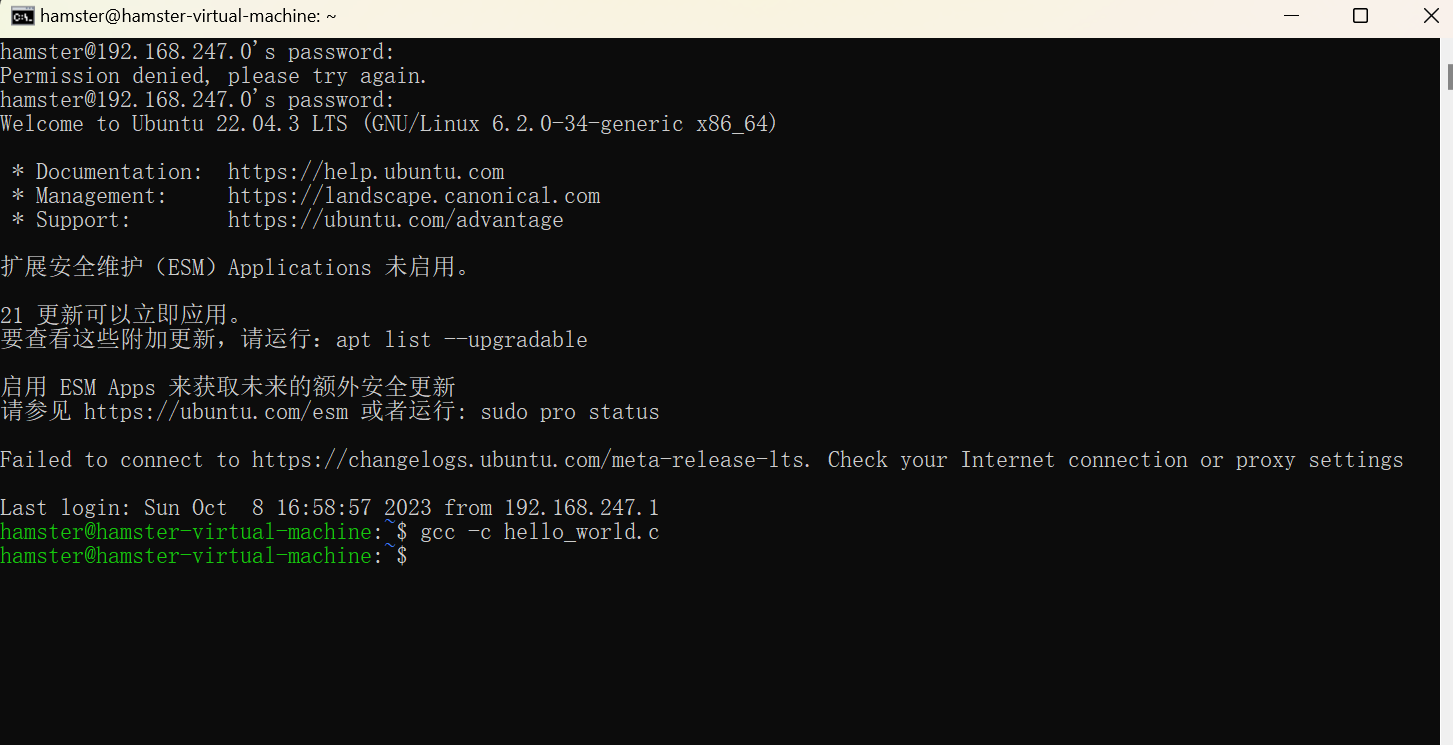 hamster@hamster-virtual-machine: ~
hamster@192.168.247.0's password:
Permission denied, please try again.
hamster@192.168.247.0's password:
Welcome to Ubuntu 22.04.3 LTS (GNU/Linux 6.2.0-34-generic x86_64)
* Documentation:  https://help.ubuntu.com
* Management:     https://landscape.canonical.com
* Support:        https://ubuntu.com/advantage
扩展安全维护（ESM）Applications 未启用。
21 更新可以立即应用。
要查看这些附加更新，请运行：apt list --upgradable
启用 ESM Apps 来获取未来的额外安全更新
请参见 https://ubuntu.com/esm 或者运行: sudo pro status
Failed to connect to https://changelogs.ubuntu.com/meta-release-lts. Check your Internet connection or proxy settings
Last login: Sun Oct  8 16:58:57 2023 from 192.168.247.1
hamster@hamster-virtual-machine:~$ gcc -c hello_world.c
hamster@hamster-virtual-machine:~$